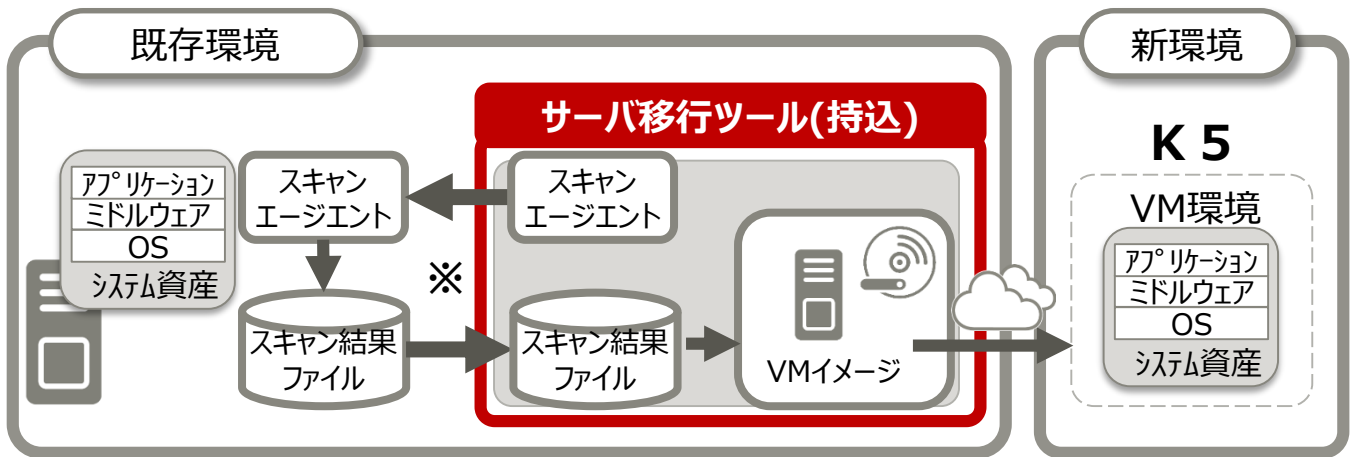 既存環境
新環境
サーバ移行ツール(持込)
K 5
アプリケーション
ミドルウェア
OS
システム資産
スキャン
エージエント
スキャン
エージエント
※
スキャン結果
ファイル
スキャン結果
ファイル
VMイメージ
VM環境
アプリケーション
ミドルウェア
OS
システム資産